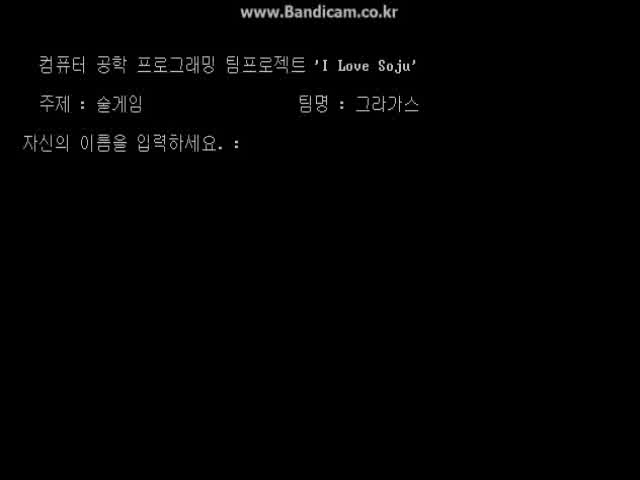 www.Bandicam.co.kr
컴퓨터 공학 프로그래밍 팀프로젝트 'I Love Soju'
주제 : 술게임 팀명 : 그라가스
자신의 이름을 입력하세요. :